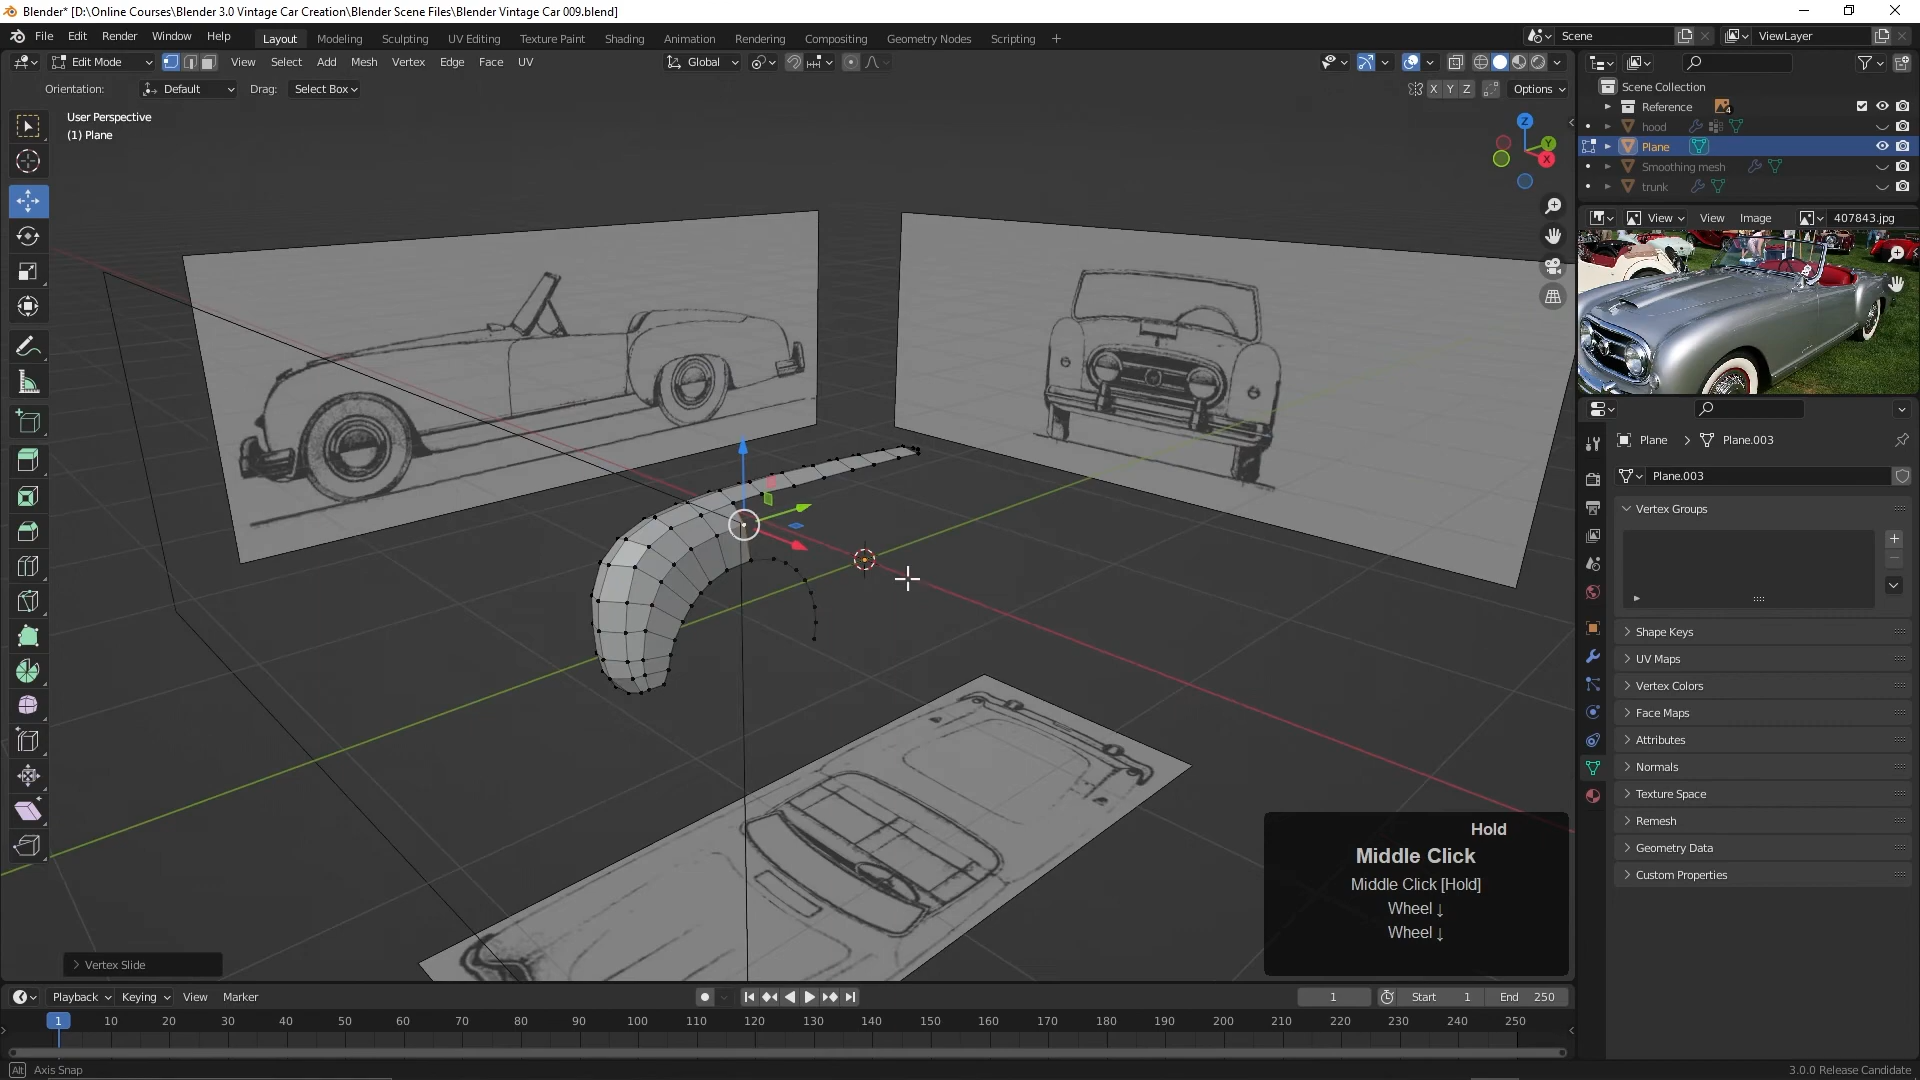 Blender* [D:\Online Courses\Blender 3.0 Vintage Car Creation\Blender Scene Files\Blender Vintage Car 009.blend]
File Edit Render Window Help Layout Modeling Sculpting UV Editing Texture Paint Shading Animation Rendering Compositing Geometry Nodes Scripting + Scene ViewLayer
Edit Mode View Select Add Mesh Vertex Edge Face UV Global
Orientation: Default Drag: Select Box X Y Z Options
User Perspective
(1) Plane
Z
Y
X
Scene Collection
Reference 4
hood
Plane
Smoothing mesh
trunk
View View Image 407843.jpg
Plane > Plane.003
Plane.003
Vertex Groups
Shape Keys
UV Maps
Vertex Colors
Face Maps
Attributes
Normals
Texture Space
Remesh
Geometry Data
Custom Properties
Hold
Middle Click
Middle Click [Hold]
Wheel ↓
Wheel ↓
> Vertex Slide
Playback Keying View Marker 1 Start 1 End 250
1 10 20 30 40 50 60 70 80 90 100 110 120 130 140 150 160 170 180 190 200 210 220 230 240 250
Alt Axis Snap 3.0.0 Release Candidate